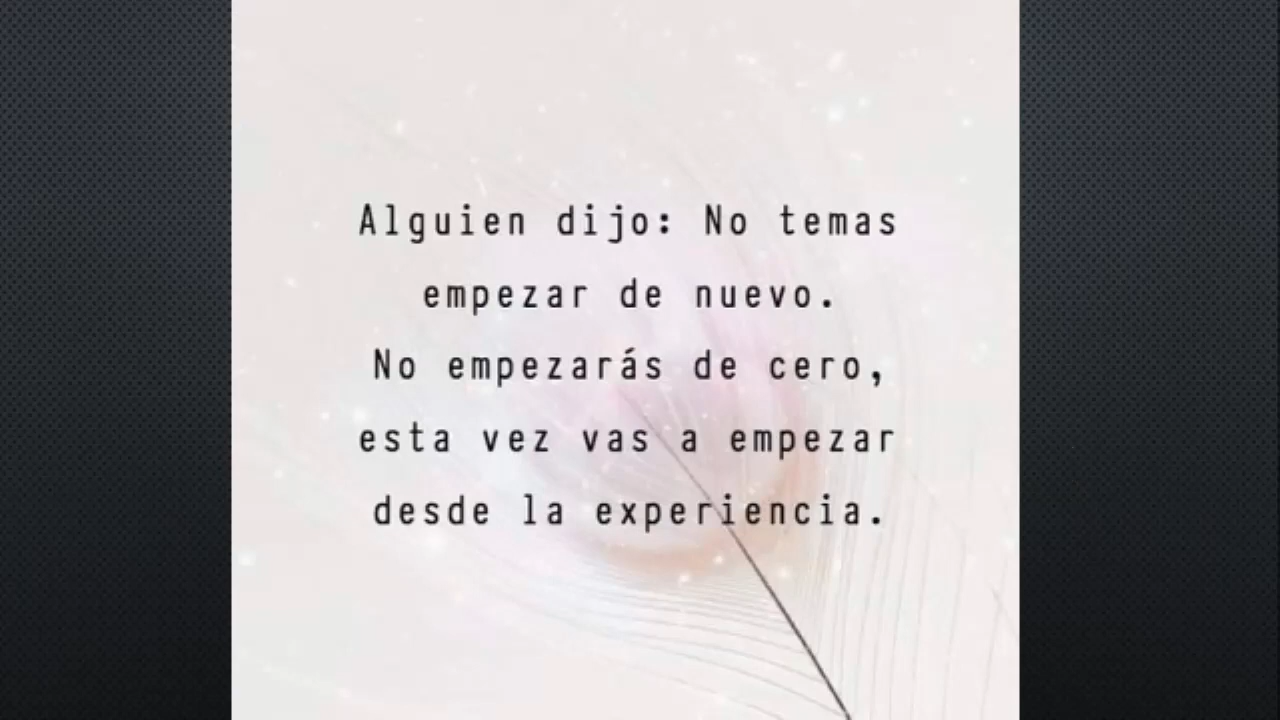 Alguien dijo: No temas
empezar de nuevo.
No empezarás de cero,
esta vez vas a empezar
desde la experiencia.